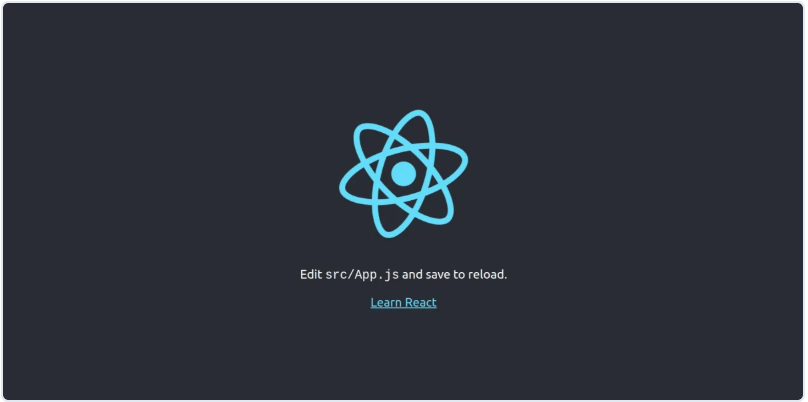 Edit src/App.js and save to reload.
Learn React